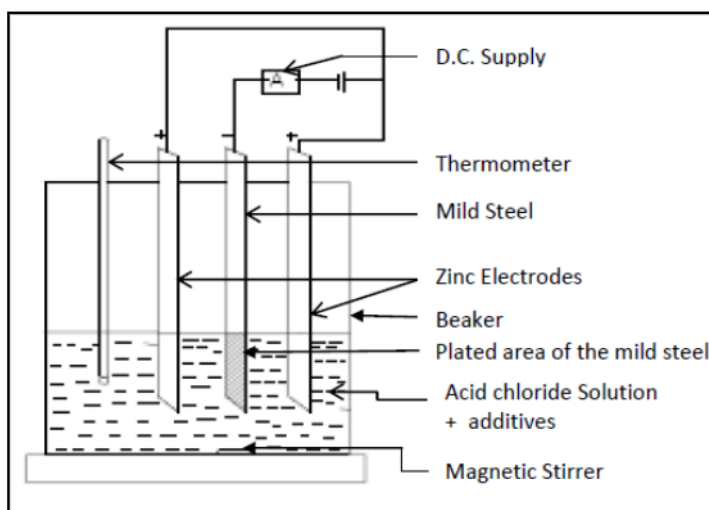 D.C. Supply
A
+
−
+
Thermometer
Mild Steel
Zinc Electrodes
Beaker
Plated area of the mild steel
Acid chloride Solution
+ additives
Magnetic Stirrer